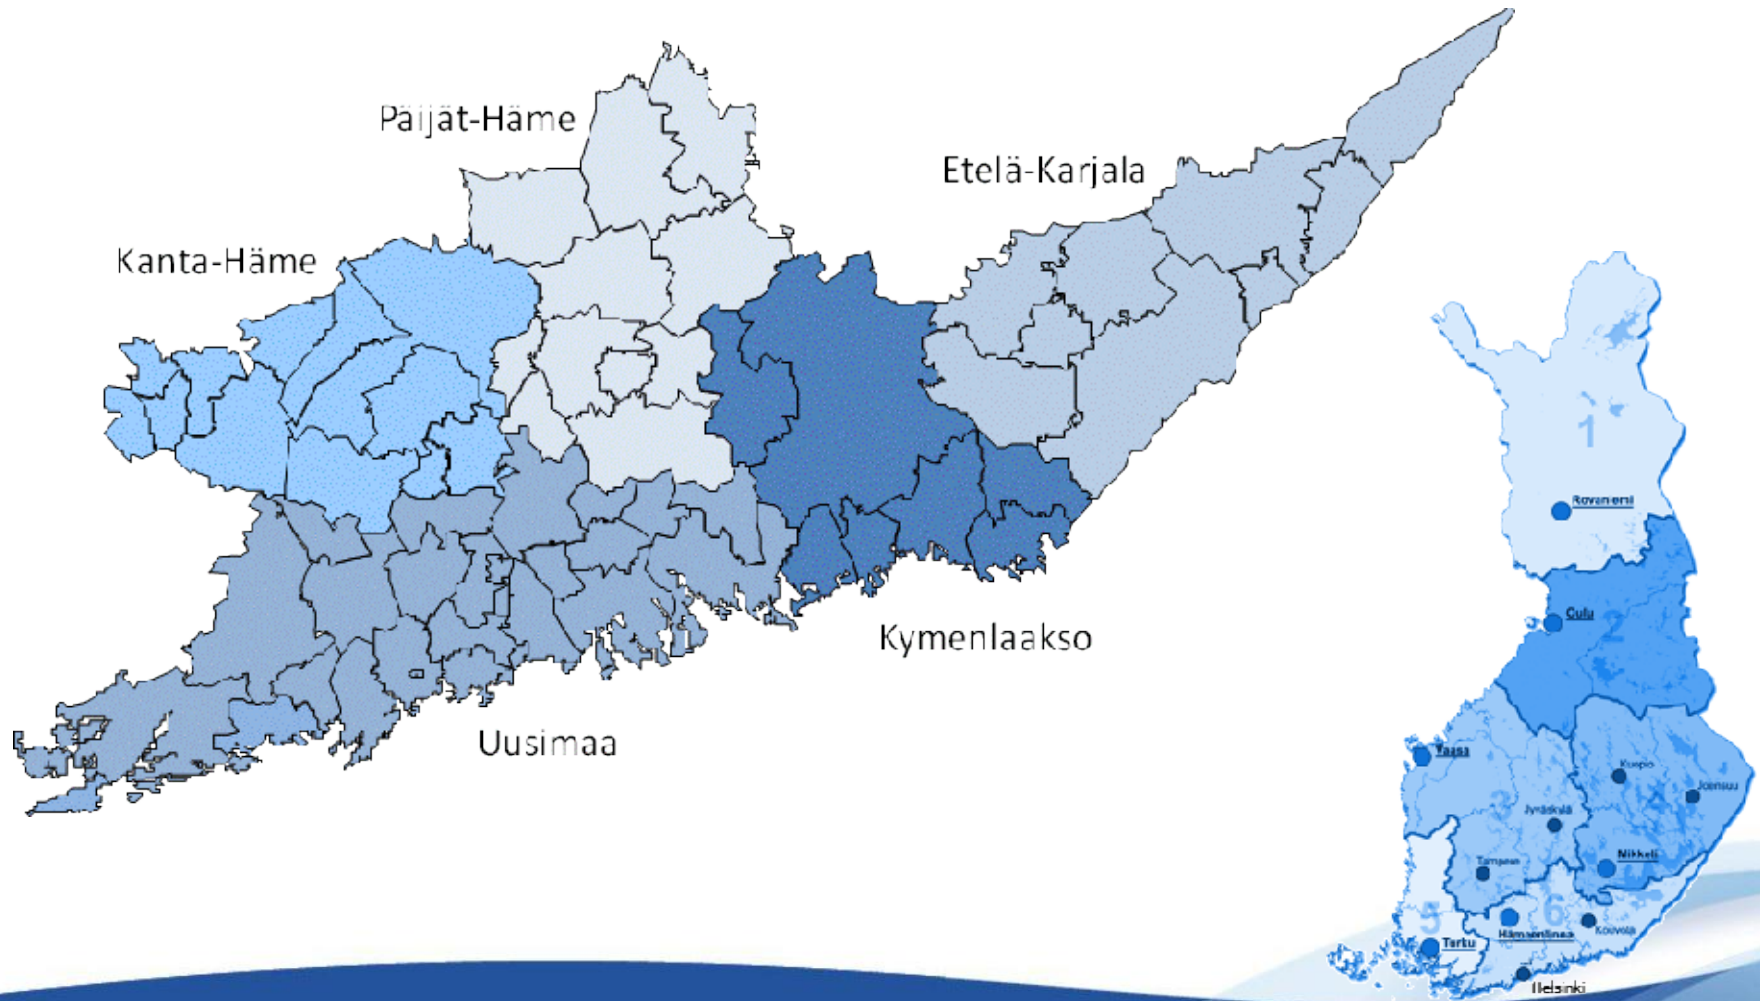 Päijät-Häme
Etelä-Karjala
Kanta-Häme
Kymenlaakso
Uusimaa
1
Rovaniemi
Oulu
2
Vaasa
Kuopio
Joensuu
3
4
Jyväskylä
Mikkeli
Tampere
5
6
Hämeenlinna
Kouvola
Turku
Helsinki